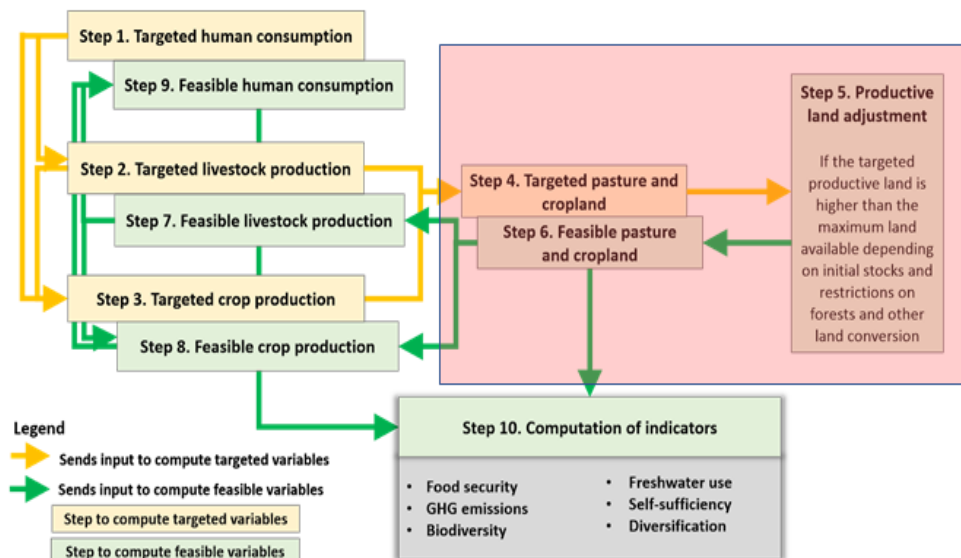 Step 1. Targeted human consumption
Step 9. Feasible human consumption
Step 2. Targeted livestock production
Step 7. Feasible livestock production
Step 3. Targeted crop production
Step 8. Feasible crop production
Step 4. Targeted pasture and
cropland
Step 6. Feasible pasture
and cropland
Step 5. Productive
land adjustment
If the targeted
productive land is
higher than the
maximum land
available depending
on initial stocks and
restrictions on
forests and other
land conversion
Step 10. Computation of indicators
• Food security
• GHG emissions
• Biodiversity
• Freshwater use
• Self-sufficiency
• Diversification
Legend
Sends input to compute targeted variables
Sends input to compute feasible variables
Step to compute targeted variables
Step to compute feasible variables